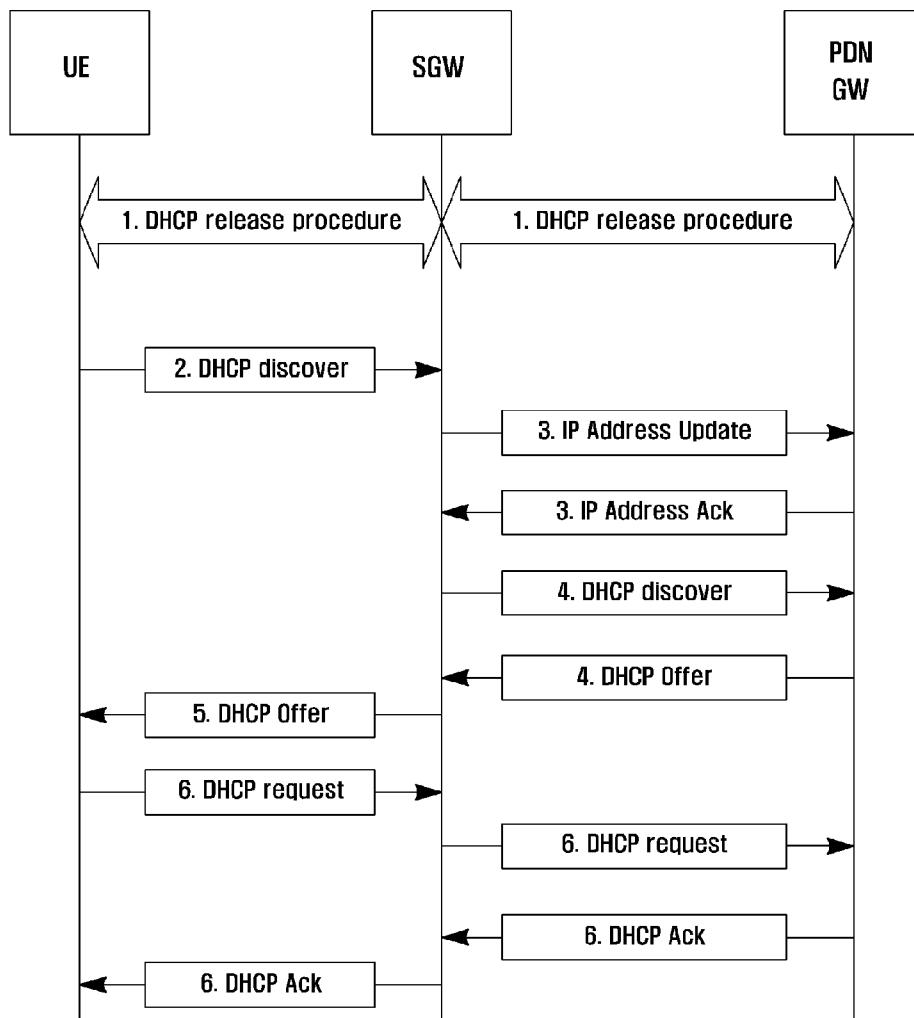 UE
SGW
PDN
GW
1. DHCP release procedure
1. DHCP release procedure
2. DHCP discover
3. IP Address Update
3. IP Address Ack
4. DHCP discover
4. DHCP Offer
5. DHCP Offer
6. DHCP request
6. DHCP request
6. DHCP Ack
6. DHCP Ack